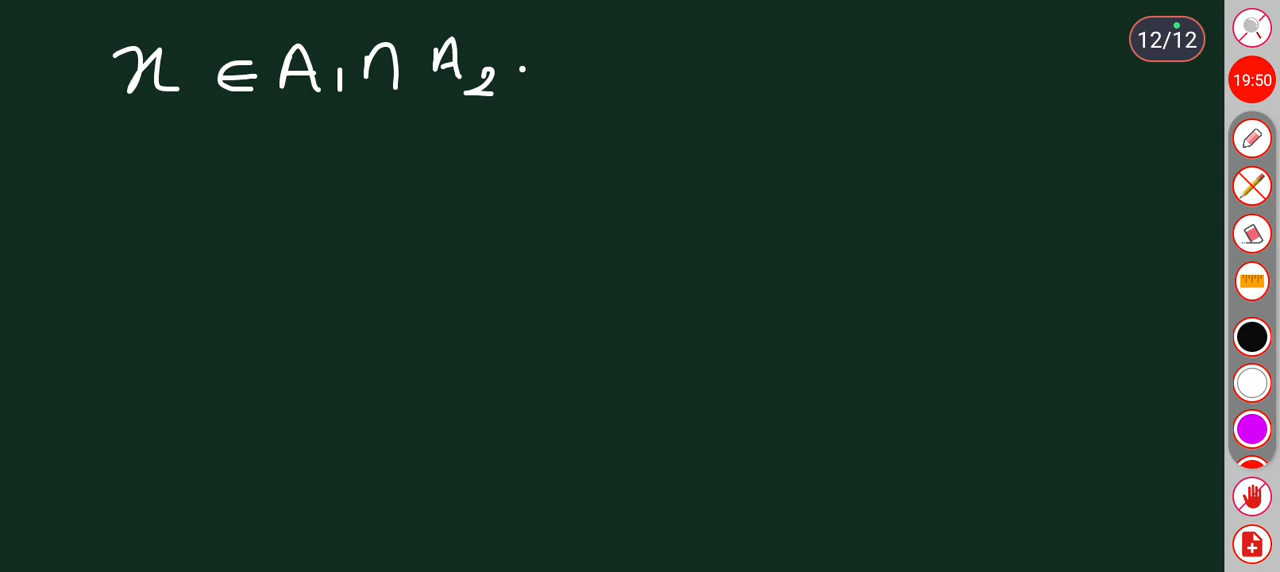 x ∈ A₁ ∩ A₂ .
12/12
19:50